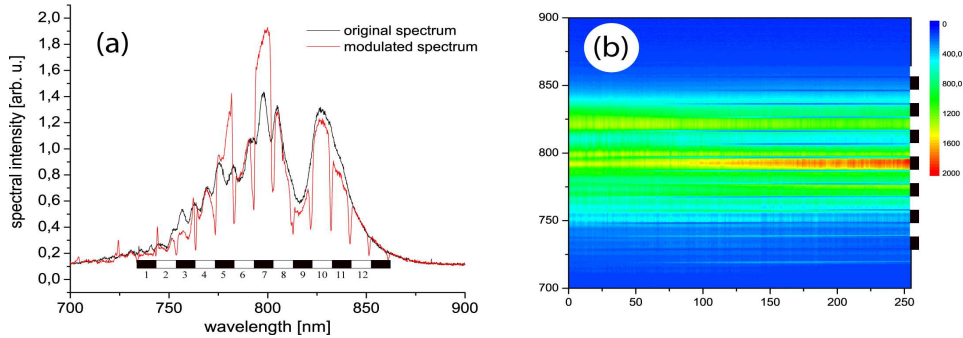 (a)
original spectrum
modulated spectrum
spectral intensity [arb. u.]
2,0
1,8
1,6
1,4
1,2
1,0
0,8
0,6
0,4
0,2
0,0
1 2 3 4 5 6 7 8 9 10 11 12
700 750 800 850 900
wavelength [nm]
(b)
900
850
800
750
700
0 50 100 150 200 250
0
400,0
800,0
1200
1600
2000